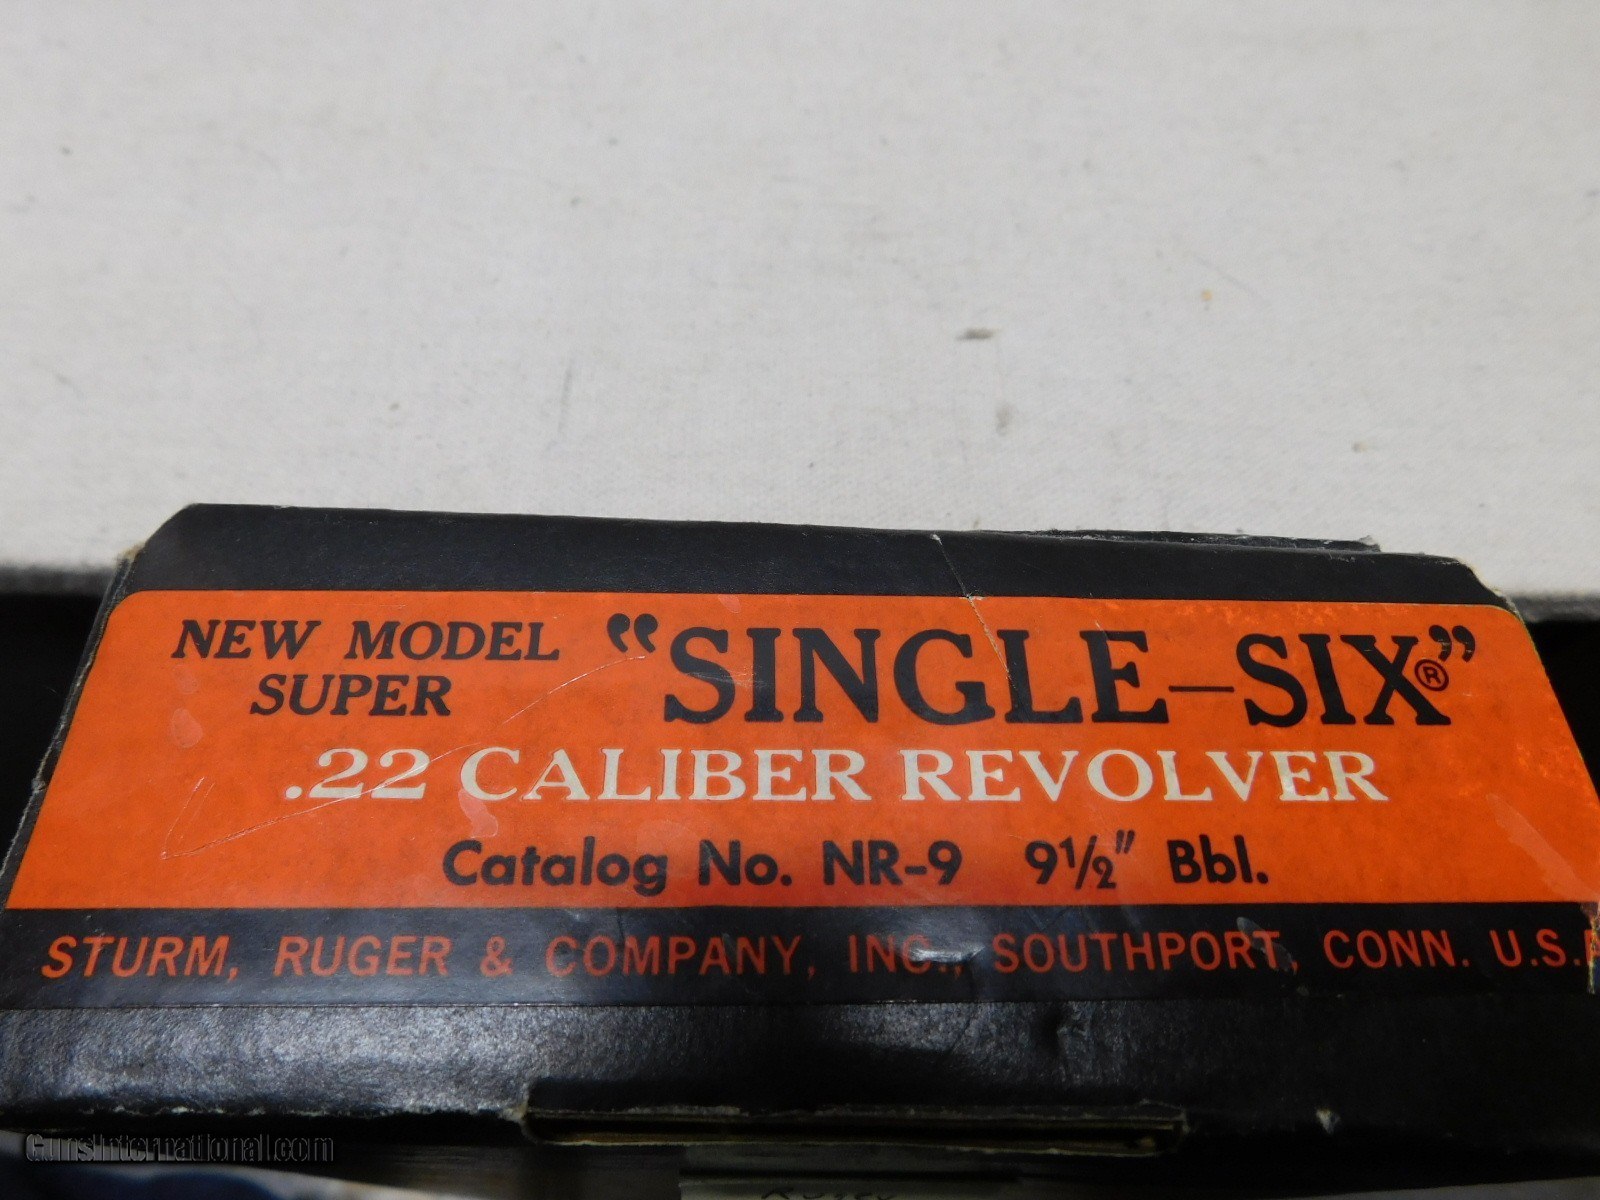 NEW MODEL “SINGLE–SIX®”
SUPER
.22 CALIBER REVOLVER
Catalog No. NR-9 9½" Bbl.
STURM, RUGER & COMPANY, INC., SOUTHPORT, CONN. U.S.A
GunsInternational.com